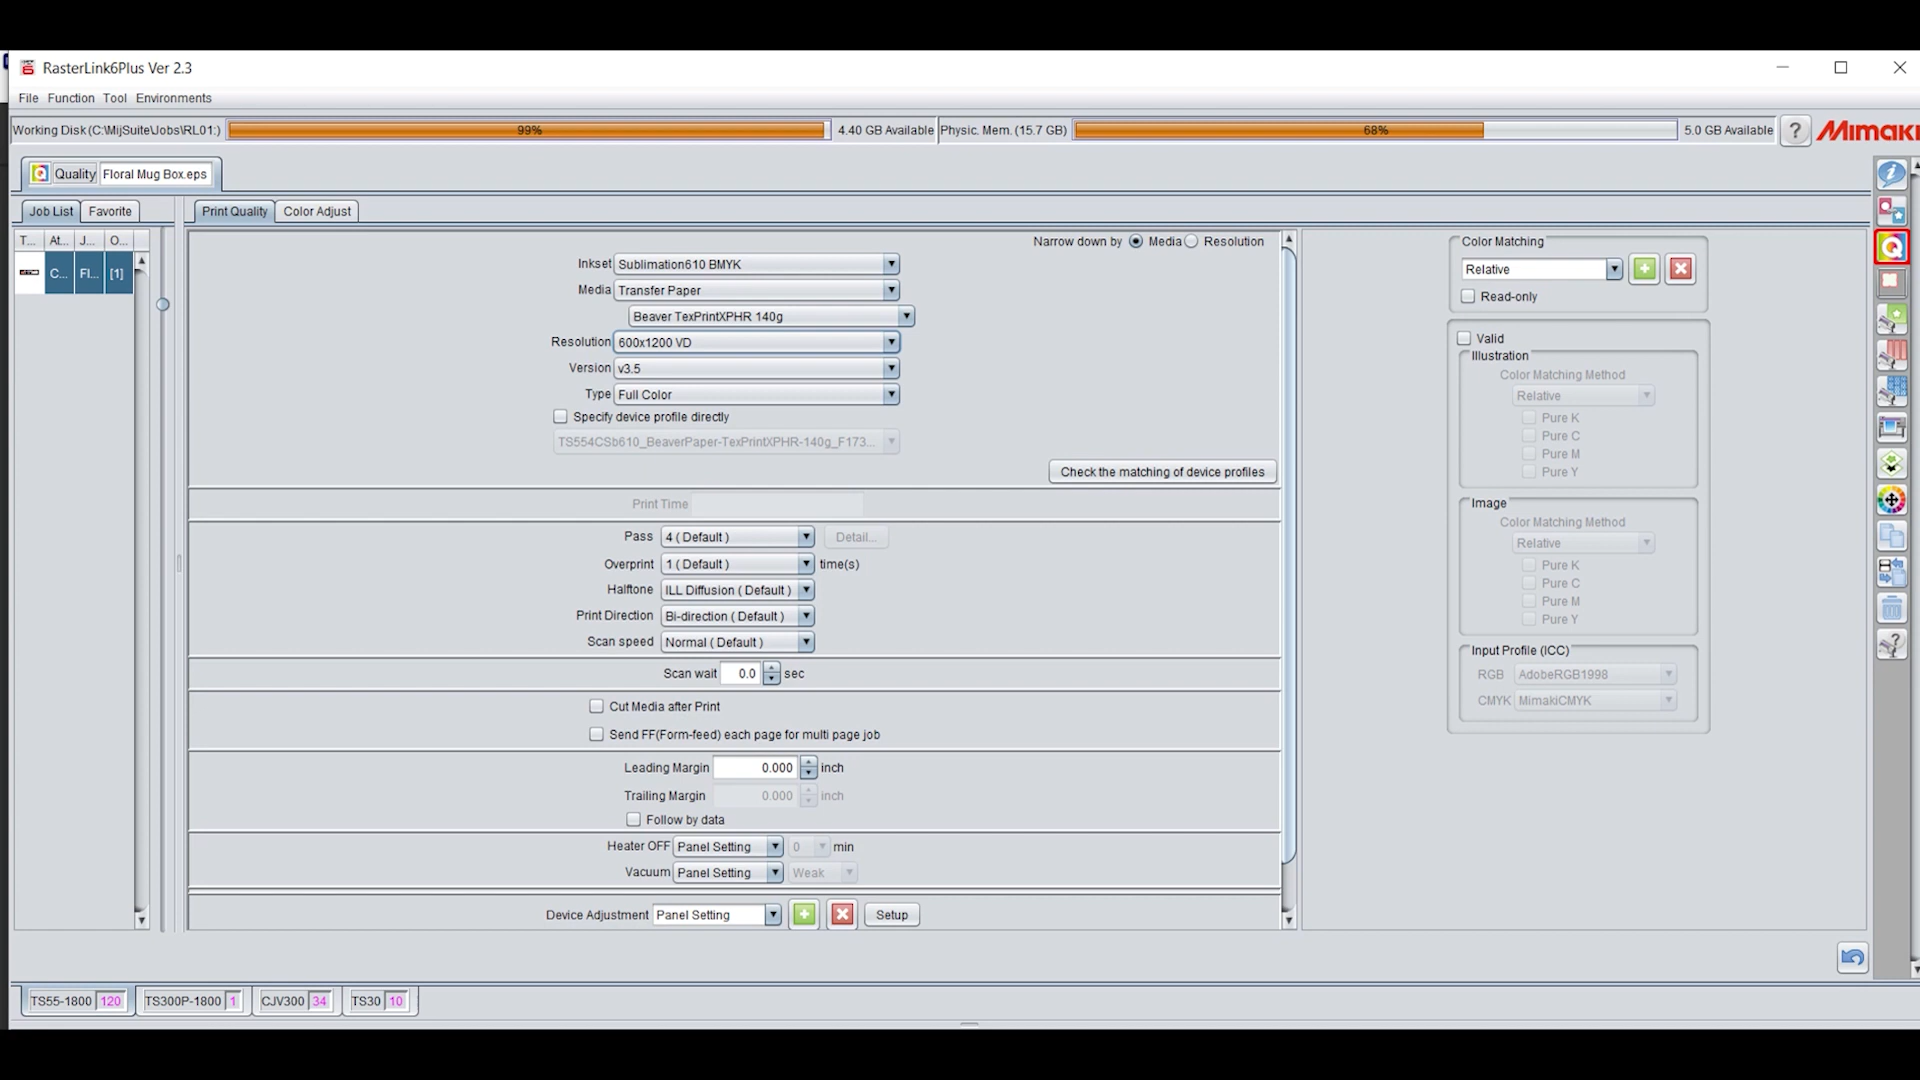 RasterLink6Plus Ver 2.3
File Function Tool Environments
Working Disk (C:\MijSuite\Jobs\RL01:) 99% 4.40 GB Available Physic. Mem. (15.7 GB) 68% 5.0 GB Available ? Mimaki
Quality Floral Mug Box.eps
Job List Favorite Print Quality Color Adjust
T... At... J... O...
C... Fl... [1]
Narrow down by Media Resolution
Inkset Sublimation610 BMYK
Media Transfer Paper
Beaver TexPrintXPHR 140g
Resolution 600x1200 VD
Version v3.5
Type Full Color
Specify device profile directly
TS554CSb610_BeaverPaper-TexPrintXPHR-140g_F173...
Check the matching of device profiles
Print Time
Pass 4 ( Default ) Detail...
Overprint 1 ( Default ) time(s)
Halftone ILL Diffusion ( Default )
Print Direction Bi-direction ( Default )
Scan speed Normal ( Default )
Scan wait 0.0 sec
Cut Media after Print
Send FF(Form-feed) each page for multi page job
Leading Margin 0.000 inch
Trailing Margin 0.000 inch
Follow by data
Heater OFF Panel Setting 0 min
Vacuum Panel Setting Weak
Device Adjustment Panel Setting Setup
Color Matching
Relative
Read-only
Valid
Illustration
Color Matching Method
Relative
Pure K
Pure C
Pure M
Pure Y
Image
Color Matching Method
Relative
Pure K
Pure C
Pure M
Pure Y
Input Profile (ICC)
RGB AdobeRGB1998
CMYK MimakiCMYK
TS55-1800 120 TS300P-1800 1 CJV300 34 TS30 10